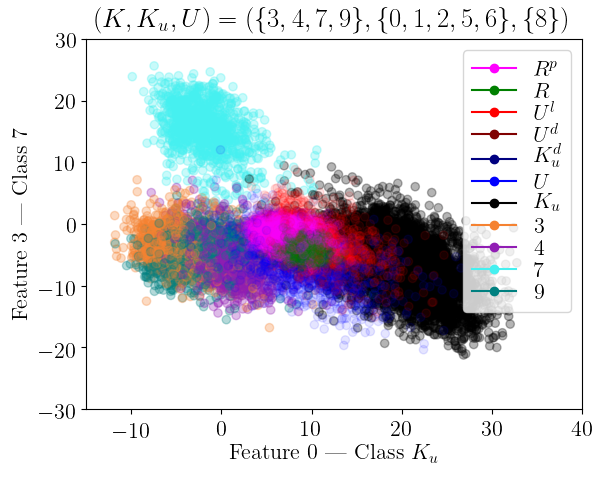 (K, K_u, U) = ({3, 4, 7, 9}, {0, 1, 2, 5, 6}, {8})
30
20
10
0
−10
−20
−30
Feature 3 — Class 7
R^p
R
U^l
U^d
K_u^d
U
K_u
3
4
7
9
−10
0
10
20
30
40
Feature 0 — Class K_u